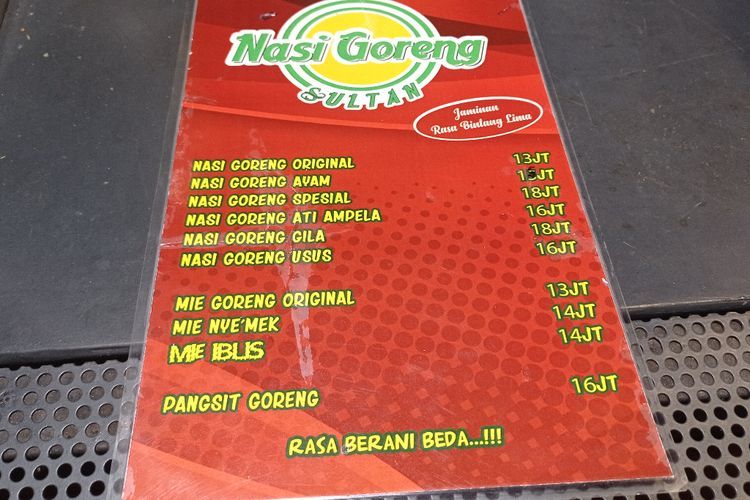 Nasi Goreng
SULTAN
Jaminan
Rasa Bintang Lima
NASI GORENG ORIGINAL 13JT
NASI GORENG AYAM 15JT
NASI GORENG SPESIAL 18JT
NASI GORENG ATI AMPELA 16JT
NASI GORENG GILA 18JT
NASI GORENG USUS 16JT
MIE GORENG ORIGINAL 13JT
MIE NYE'MEK 14JT
MIE IBLIS 14JT
PANGSIT GORENG 16JT
RASA BERANI BEDA...!!!